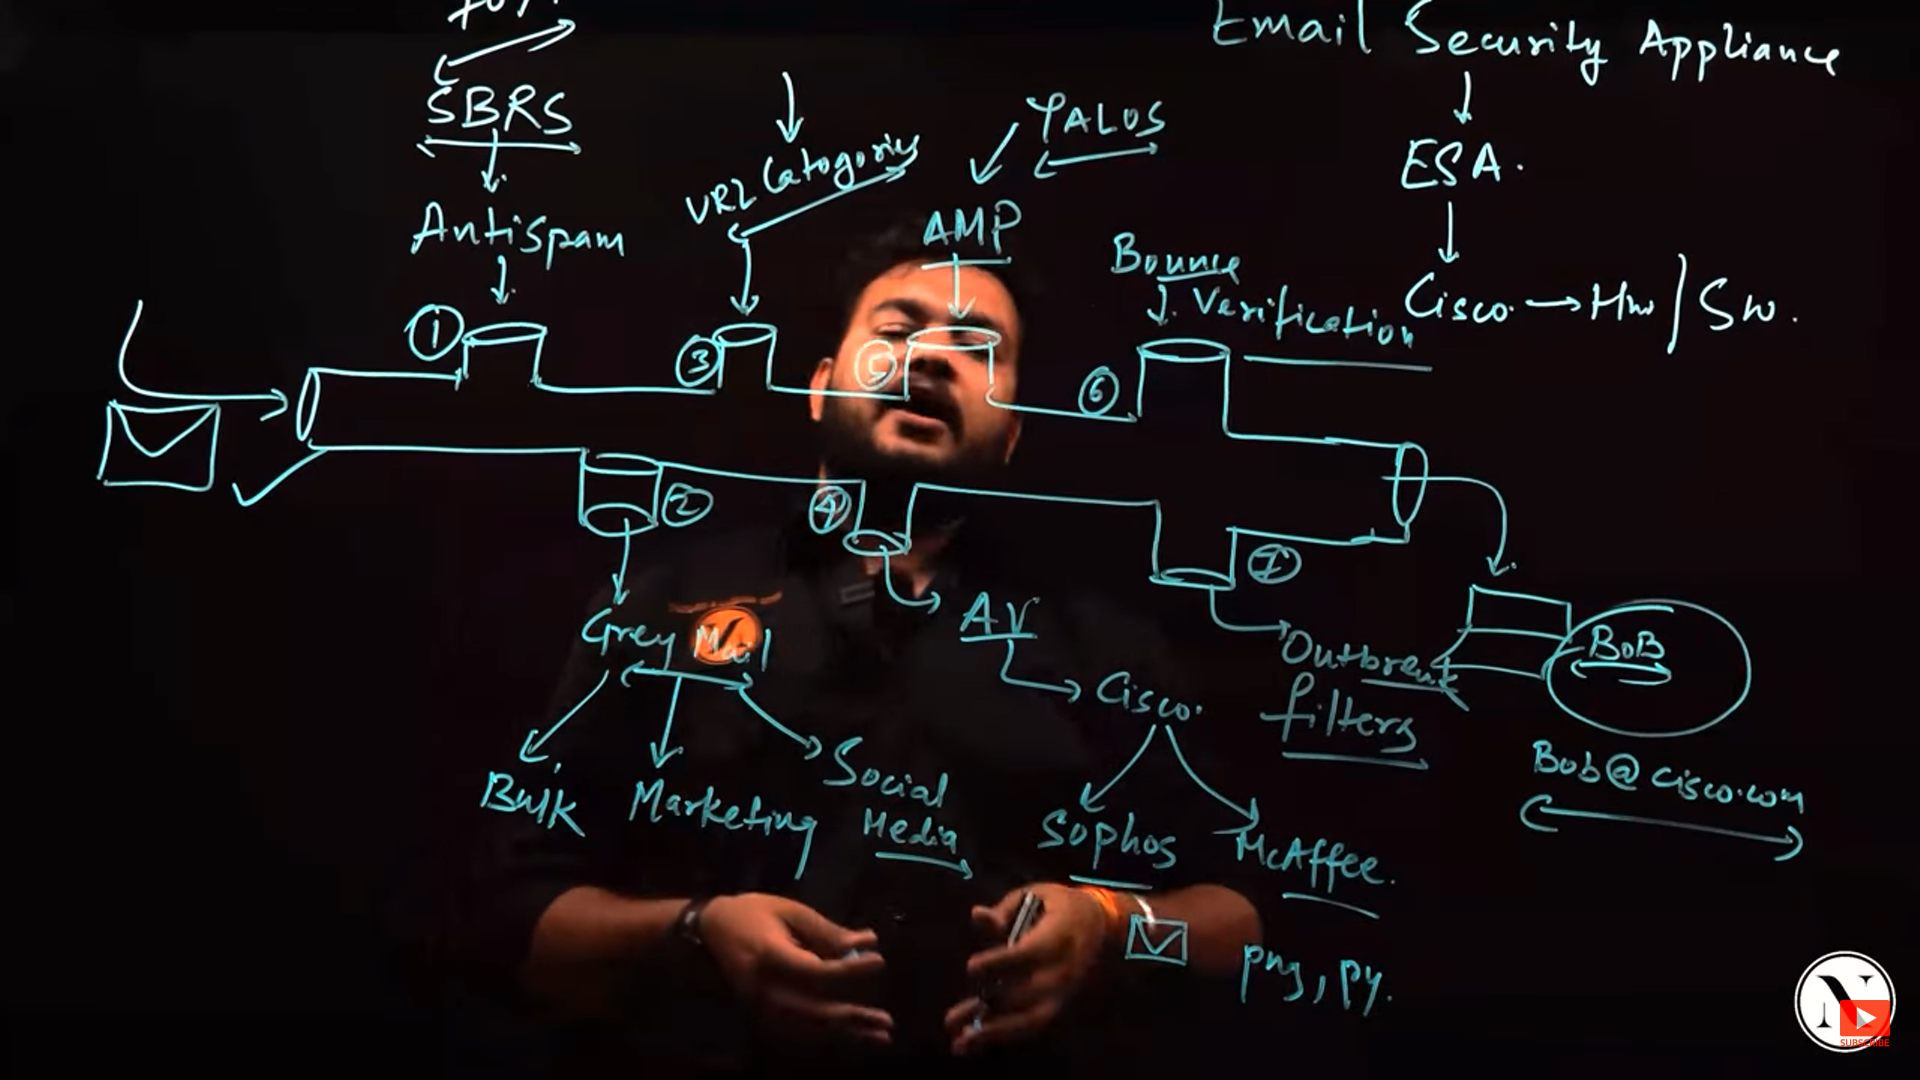 Email Security Appliance
SBRS
TALOS
ESA.
URL Catogories
Antispam
AMP
Bounce
Verification
Cisco. → Hw / Sw.
1
3
5
6
2
4
7
Grey Mail
AV
Outbreak
filters
BoB
Cisco.
Bulk
Marketing
Social
Media
Sophos
McAffee.
Bob@cisco.com
png, py.
N
SUBSCRIBE